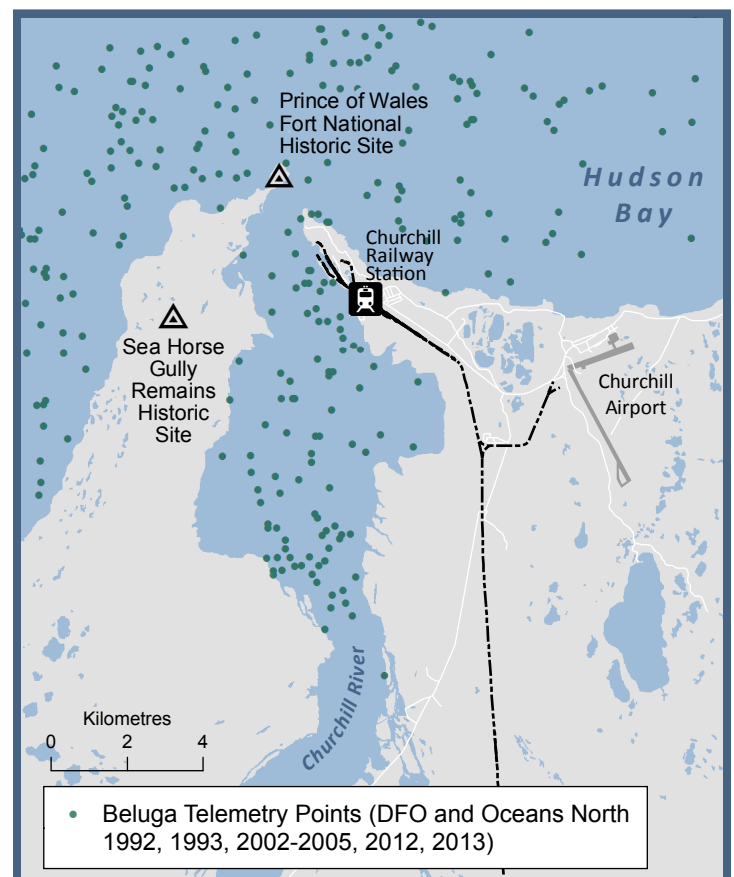 Prince of Wales
Fort National
Historic Site
Hudson
Bay
Churchill
Railway
Station
Sea Horse
Gully
Remains
Historic
Site
Churchill
Airport
Churchill River
Kilometres
0 2 4
Beluga Telemetry Points (DFO and Oceans North
1992, 1993, 2002-2005, 2012, 2013)